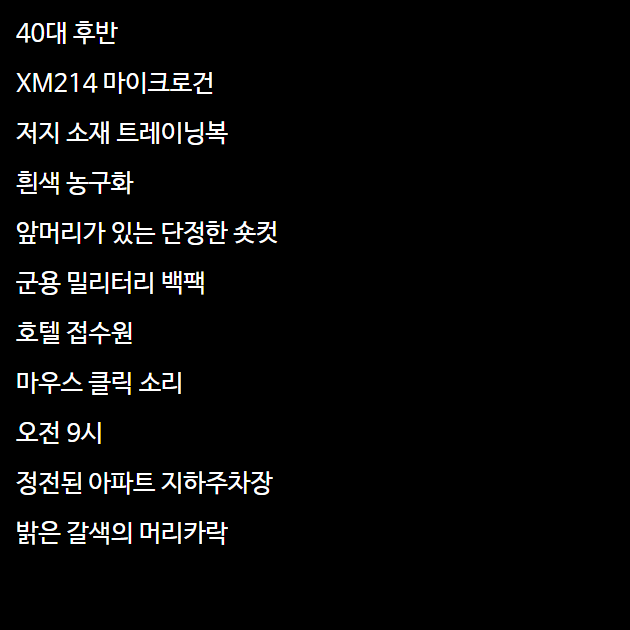 40대 후반
XM214 마이크로건
저지 소재 트레이닝복
흰색 농구화
앞머리가 있는 단정한 숏컷
군용 밀리터리 백팩
호텔 접수원
마우스 클릭 소리
오전 9시
정전된 아파트 지하주차장
밝은 갈색의 머리카락